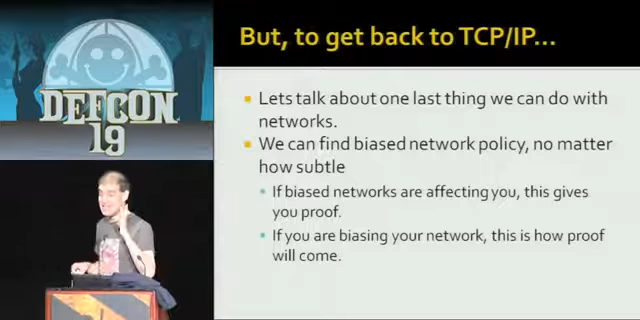 DEFCON
19
But, to get back to TCP/IP...
Lets talk about one last thing we can do with
networks.
We can find biased network policy, no matter
how subtle
If biased networks are affecting you, this gives
you proof.
If you are biasing your network, this is how proof
will come.